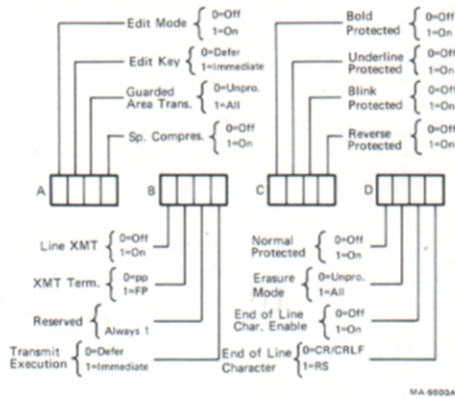 Edit Mode 0=Off
1=On
Edit Key 0=Defer
1=Immediate
Guarded 0=Unpro.
Area Trans. 1=All
Sp. Compres. 0=Off
1=On
Bold 0=Off
Protected 1=On
Underline 0=Off
Protected 1=On
Blink 0=Off
Protected 1=On
Reverse 0=Off
Protected 1=On
A B C D
Line XMT 0=Off
1=On
XMT Term. 0=pp
1=FP
Reserved
Always 1
Transmit 0=Defer
Execution 1=Immediate
Normal 0=Off
Protected 1=On
Erasure 0=Unpro.
Mode 1=All
End of Line 0=Off
Char. Enable 1=On
End of Line 0=CR/CRLF
Character 1=RS